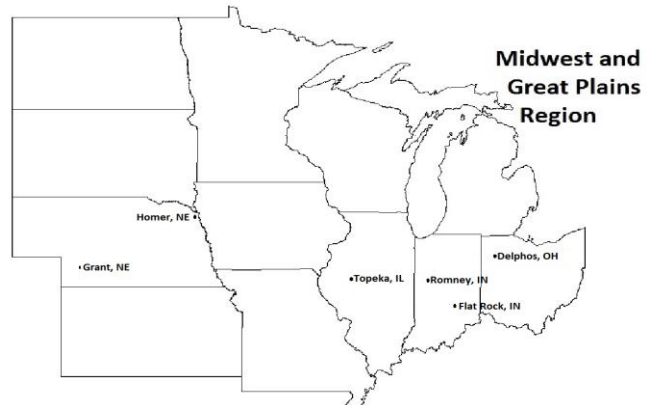 Midwest and
Great Plains
Region
Homer, NE
Grant, NE
Topeka, IL
Romney, IN
Delphos, OH
Flat Rock, IN